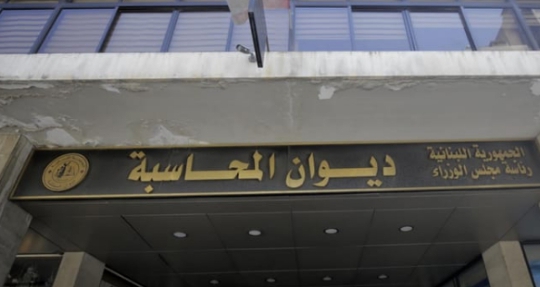 الجمهورية اللبنانية
رئاسة مجلس الوزراء
ديوان المحاسبة